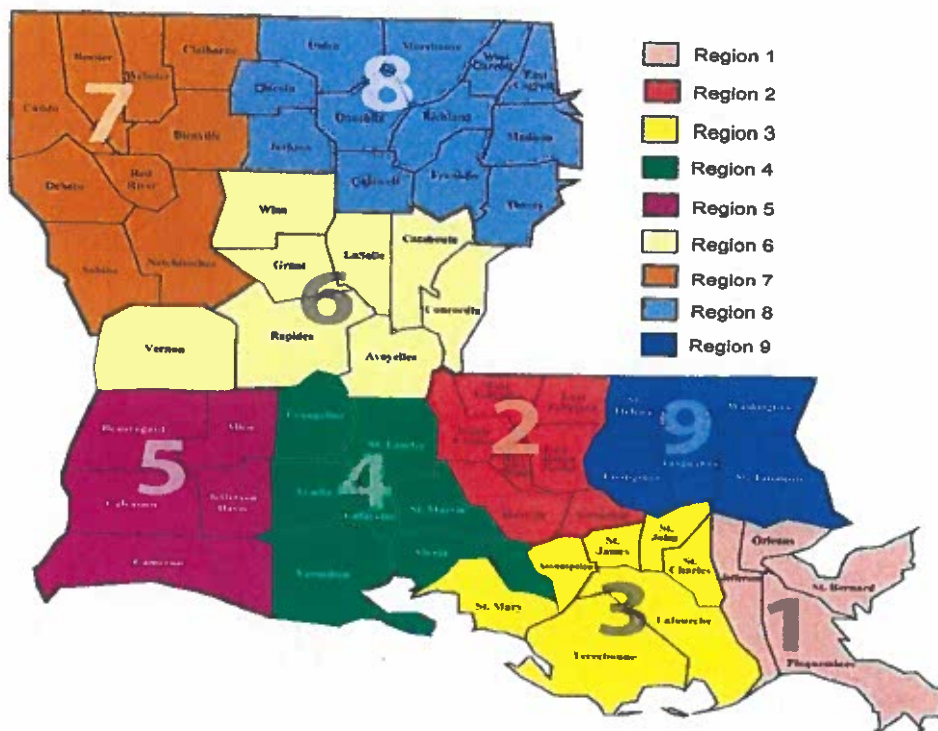 Claiborne
Union
Morehouse
West Carroll
East Carroll
Bossier
Webster
7
8
Caddo
Lincoln
Ouachita
Richland
Madison
Bienville
Jackson
Desoto
Red
River
Caldwell
Franklin
Tensas
Winn
Sabine
Natchitoches
Grant
LaSalle
Catahoula
6
Concordia
Vernon
Rapides
Avoyelles
Region 1
Region 2
Region 3
Region 4
Region 5
Region 6
Region 7
Region 8
Region 9
Beauregard
Allen
5
Calcasieu
Jefferson
Davis
Cameron
Evangeline
St. Landry
4
Acadia
Lafayette
St. Martin
Iberia
Vermilion
2
St.
Helena
Washington
9
Tangipahoa
Livingston
St. Tammany
St.
James
St.
John
St.
Charles
Assumption
St. Mary
3
Lafourche
Terrebonne
Orleans
Jefferson
St. Bernard
1
Plaquemines